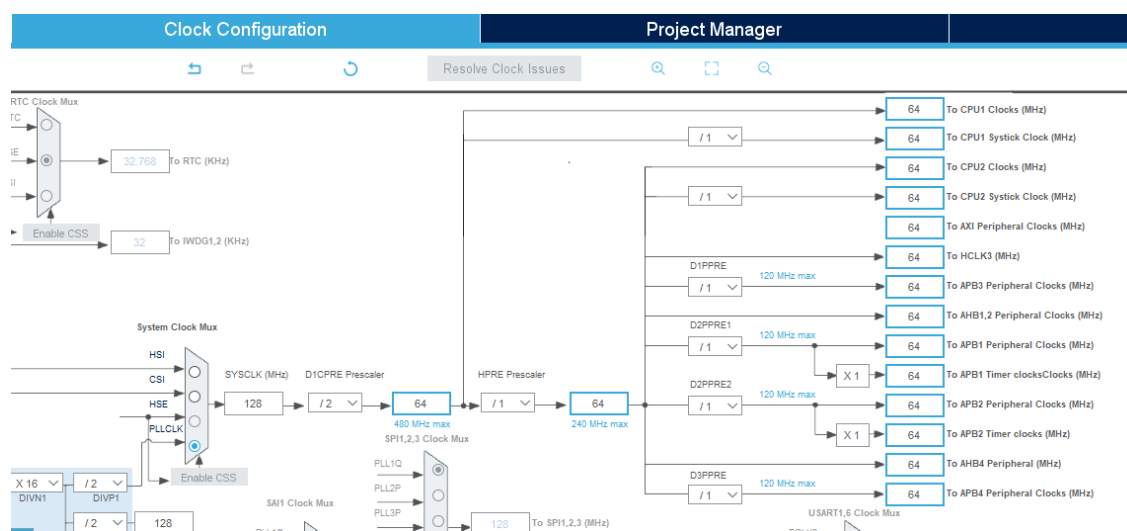 Clock Configuration
Project Manager
Resolve Clock Issues
RTC Clock Mux
TC
SE
SI
32.768
To RTC (KHz)
Enable CSS
32
To IWDG1,2 (KHz)
System Clock Mux
HSI
CSI
HSE
PLLCLK
Enable CSS
SYSCLK (MHz)
128
D1CPRE Prescaler
/ 2
64
480 MHz max
HPRE Prescaler
/ 1
64
240 MHz max
64
To CPU1 Clocks (MHz)
/ 1
64
To CPU1 Systick Clock (MHz)
64
To CPU2 Clocks (MHz)
/ 1
64
To CPU2 Systick Clock (MHz)
64
To AXI Peripheral Clocks (MHz)
64
To HCLK3 (MHz)
D1PPRE
/ 1
120 MHz max
64
To APB3 Peripheral Clocks (MHz)
64
To AHB1,2 Peripheral Clocks (MHz)
D2PPRE1
/ 1
120 MHz max
64
To APB1 Peripheral Clocks (MHz)
X 1
64
To APB1 Timer clocksClocks (MHz)
D2PPRE2
/ 1
120 MHz max
64
To APB2 Peripheral Clocks (MHz)
X 1
64
To APB2 Timer clocks (MHz)
64
To AHB4 Peripheral (MHz)
D3PPRE
/ 1
120 MHz max
64
To APB4 Peripheral Clocks (MHz)
X 16
DIVN1
/ 2
DIVP1
/ 2
128
SAI1 Clock Mux
SPI1,2,3 Clock Mux
PLL1Q
PLL2P
PLL3P
128
To SPI1,2,3 (MHz)
USART1,6 Clock Mux